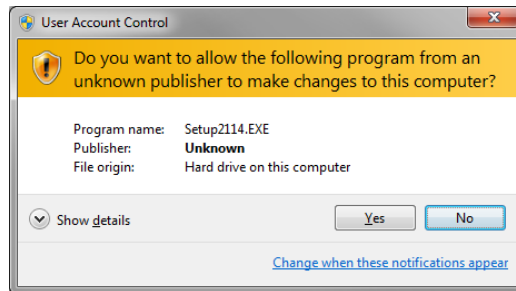 User Account Control
Do you want to allow the following program from an
unknown publisher to make changes to this computer?
Program name: Setup2114.EXE
Publisher: Unknown
File origin: Hard drive on this computer
Show details
Yes
No
Change when these notifications appear